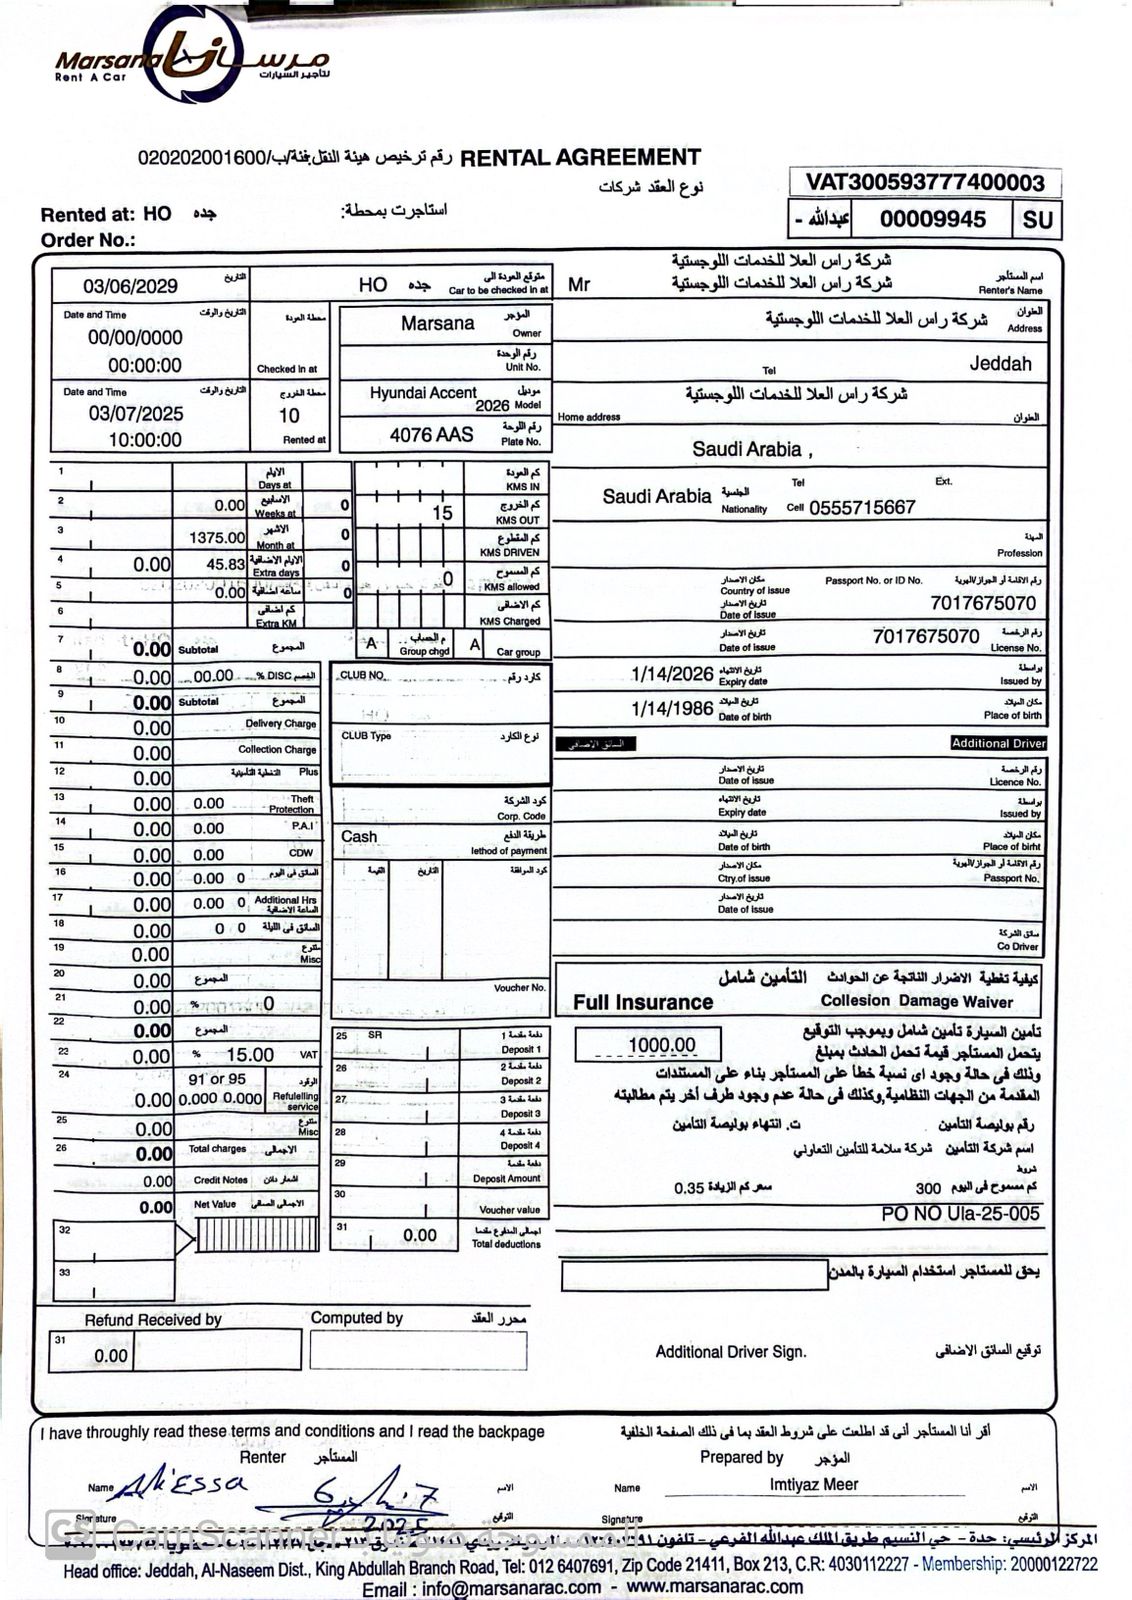 Marsana مرسانا
Rent A Car لتأجير السيارات
020202001600/رقم ترخيص هيئة النقل:فئة/ب RENTAL AGREEMENT
نوع العقد شركات
VAT300593777400003
Rented at: HO جده استاجرت بمحطة:
عبدالله - 00009945 SU
Order No.:
03/06/2029 التاريخ
HO جده متوقع العودة الى
Car to be checked in at
Mr شركة راس العلا للخدمات اللوجستية
شركة راس العلا للخدمات اللوجستية
اسم المستأجر
Renter's Name
Date and Time التاريخ والوقت
00/00/0000
00:00:00
محطة العودة
Checked in at
Marsana المؤجر
Owner
رقم الوحدة
Unit No.
شركة راس العلا للخدمات اللوجستية العنوان
Address
Tel Jeddah
Date and Time التاريخ والوقت
03/07/2025
10:00:00
محطة الخروج
10
Rented at
Hyundai Accent موديل
2026 Model
4076 AAS رقم اللوحة
Plate No.
شركة راس العلا للخدمات اللوجستية
Home address العنوان
Saudi Arabia ,
Tel Ext.
Saudi Arabia الجنسية
Nationality
Cell 0555715667
المهنة
Profession
1 الايام
Days at
2 0.00 الاسابيع
Weeks at 0
3 1375.00 الاشهر
Month at 0
4 0.00 45.83 الايام الاضافية
Extra days 0
5 0.00 ساعه اضافية 0
6 كم اضافى
Extra KM
7 0.00 Subtotal المجموع
كم العودة
KMS IN
15 كم الخروج
KMS OUT
كم المقطوع
KMS DRIVEN
0 كم المسموح
KMS allowed
كم الاضافى
KMS Charged
A م الحساب
Group chgd A Car group
مكان الاصدار
Country of issue
Passport No. or ID No. رقم الاقامة أو الجواز/الهوية
تاريخ الاصدار
Date of issue
7017675070
تاريخ الاصدار
Date of issue
7017675070 رقم الرخصة
License No.
1/14/2026 تاريخ الانتهاء
Expiry date
بواسطة
Issued by
1/14/1986 تاريخ الميلاد
Date of birth
مكان الميلاد
Place of birth
8 0.00 00.00 % DISC الخصم
9 0.00 Subtotal المجموع
10 0.00 Delivery Charge
11 0.00 Collection Charge
12 0.00 التغطية التأمينية Plus
13 0.00 0.00 Theft
Protection
14 0.00 0.00 P.A.I
15 0.00 0.00 CDW
16 0.00 0.00 0 السائق فى اليوم
17 0.00 0.00 0 Additional Hrs
الساعة الاضافية
18 0.00 0 0 السائق فى الليلة
19 0.00 متنوع
Misc
20 0.00 المجموع
21 0.00 % 0
22 0.00 المجموع
23 0.00 % 15.00 VAT
24 91 or 95 الوقود
0.00 0.000 0.000 Refulelling
service
25 0.00 متنوع
Misc
26 0.00 Total charges الاجمالى
0.00 Credit Notes اشعار دائن
0.00 Net Value الاجمالى الصافى
32
33
CLUB NO كارد رقم
CLUB Type نوع الكارد
كود الشركة
Corp. Code
Cash طريقة الدفع
lethod of payment
القيمة التاريخ كود الموافقة
Voucher No.
25 SR دفعة مقدمة 1
Deposit 1
26 دفعة مقدمة 2
Deposit 2
27 دفعة مقدمة 3
Deposit 3
28 دفعة مقدمة 4
Deposit 4
29 دفعة مقدمة
Deposit Amount
30 Voucher value
31 0.00 اجمالى المدفوع مقدما
Total deductions
السائق الاضافي Additional Driver
تاريخ الاصدار
Date of issue
رقم الرخصة
Licence No.
تاريخ الانتهاء
Expiry date
بواسطة
Issued by
تاريخ الميلاد
Date of birth
مكان الميلاد
Place of birht
مكان الاصدار
Ctry.of issue
رقم الاقامة أو الجواز/الهوية
Passport No.
تاريخ الاصدار
Date of issue
سائق الشركة
Co Driver
التأمين شامل كيفية تغطية الاضرار الناتجة عن الحوادث
Full Insurance Collesion Damage Waiver
تأمين السيارة تأمين شامل وبموجب التوقيع
1000.00 يتحمل المستأجر قيمة تحمل الحادث بمبلغ
وذلك فى حالة وجود اى نسبة خطأ على المستأجر بناء على المستندات
المقدمة من الجهات النظامية,وكذلك فى حالة عدم وجود طرف أخر يتم مطالبته
رقم بوليصة التأمين ت. انتهاء بوليصة التأمين
اسم شركة التأمين شركة سلامة للتأمين التعاوني
شروط
كم مسموح فى اليوم 300 سعر كم الزيادة 0.35
PO NO Ula-25-005
يحق للمستاجر استخدام السيارة بالمدن
Refund Received by Computed by محرر العقد
31
0.00
Additional Driver Sign. توقيع السائق الاضافى
I have throughly read these terms and conditions and I read the backpage أقر أنا المستأجر أنى قد اطلعت على شروط العقد بما فى ذلك الصفحة الخلفية
Renter المستأجر Prepared by المؤجر
Name Ali ESSA الاسم Name Imtiyaz Meer الاسم
Signature 2025 التوقع Signature التوقع
CS CamScanner الممسوحة ضوئيا بـ
Head office: Jeddah, Al-Naseem Dist., King Abdullah Branch Road, Tel: 012 6407691, Zip Code 21411, Box 213, C.R: 4030112227 - Membership: 20000122722
Email : info@marsanarac.com - www.marsanarac.com